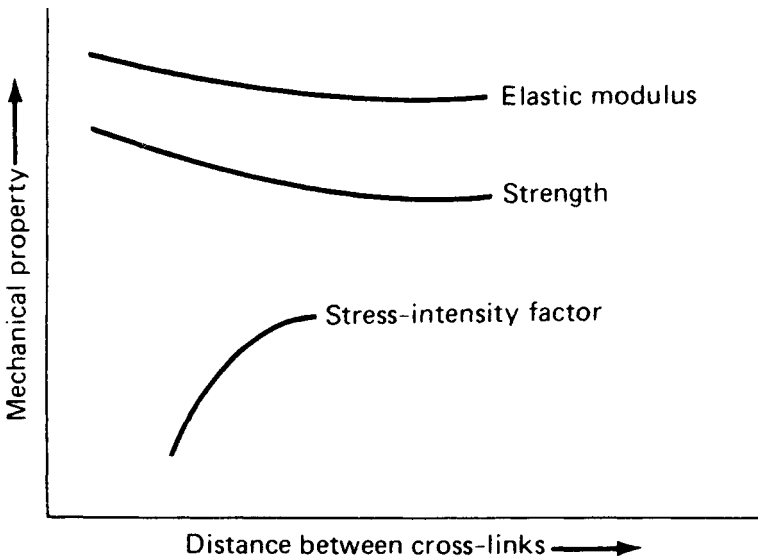 Elastic modulus
Strength
Stress-intensity factor
Mechanical property
Distance between cross-links